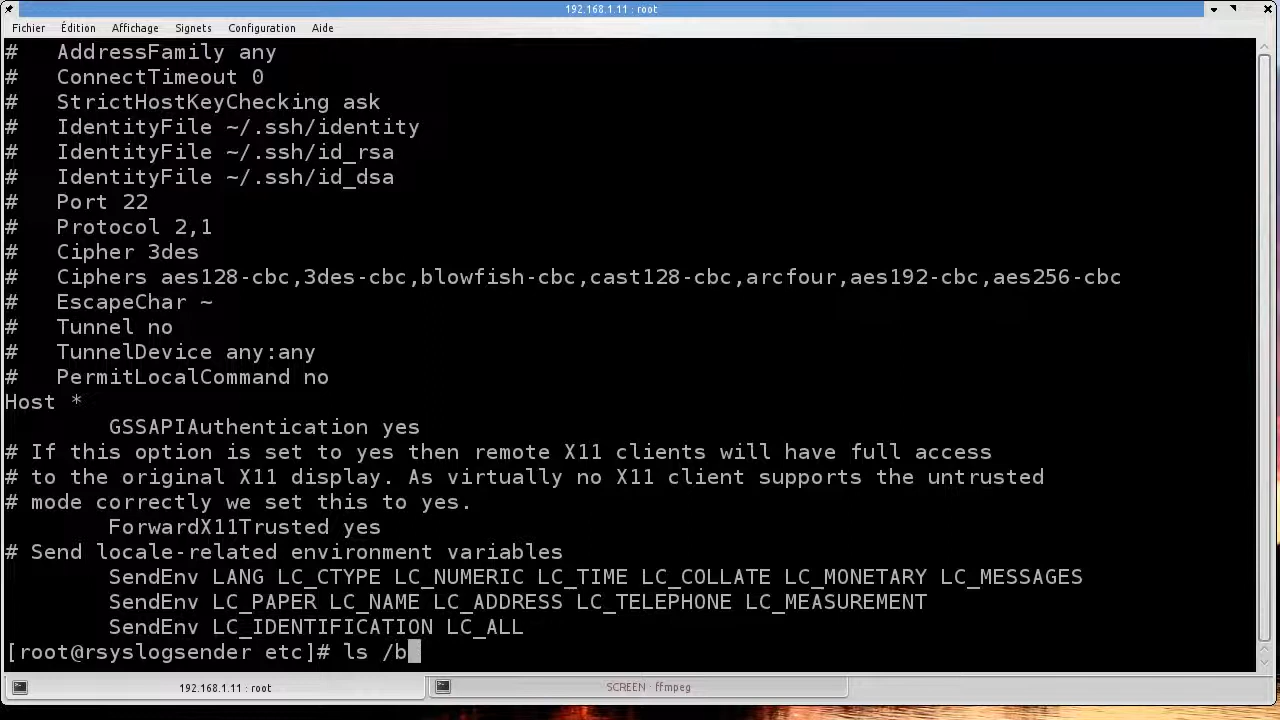 192.168.1.11 : root
Fichier Édition Affichage Signets Configuration Aide
#   AddressFamily any
#   ConnectTimeout 0
#   StrictHostKeyChecking ask
#   IdentityFile ~/.ssh/identity
#   IdentityFile ~/.ssh/id_rsa
#   IdentityFile ~/.ssh/id_dsa
#   Port 22
#   Protocol 2,1
#   Cipher 3des
#   Ciphers aes128-cbc,3des-cbc,blowfish-cbc,cast128-cbc,arcfour,aes192-cbc,aes256-cbc
#   EscapeChar ~
#   Tunnel no
#   TunnelDevice any:any
#   PermitLocalCommand no
Host *
        GSSAPIAuthentication yes
# If this option is set to yes then remote X11 clients will have full access
# to the original X11 display. As virtually no X11 client supports the untrusted
# mode correctly we set this to yes.
        ForwardX11Trusted yes
# Send locale-related environment variables
        SendEnv LANG LC_CTYPE LC_NUMERIC LC_TIME LC_COLLATE LC_MONETARY LC_MESSAGES
        SendEnv LC_PAPER LC_NAME LC_ADDRESS LC_TELEPHONE LC_MEASUREMENT
        SendEnv LC_IDENTIFICATION LC_ALL
[root@rsyslogsender etc]# ls /b
192.168.1.11 : root
SCREEN - ffmpeg